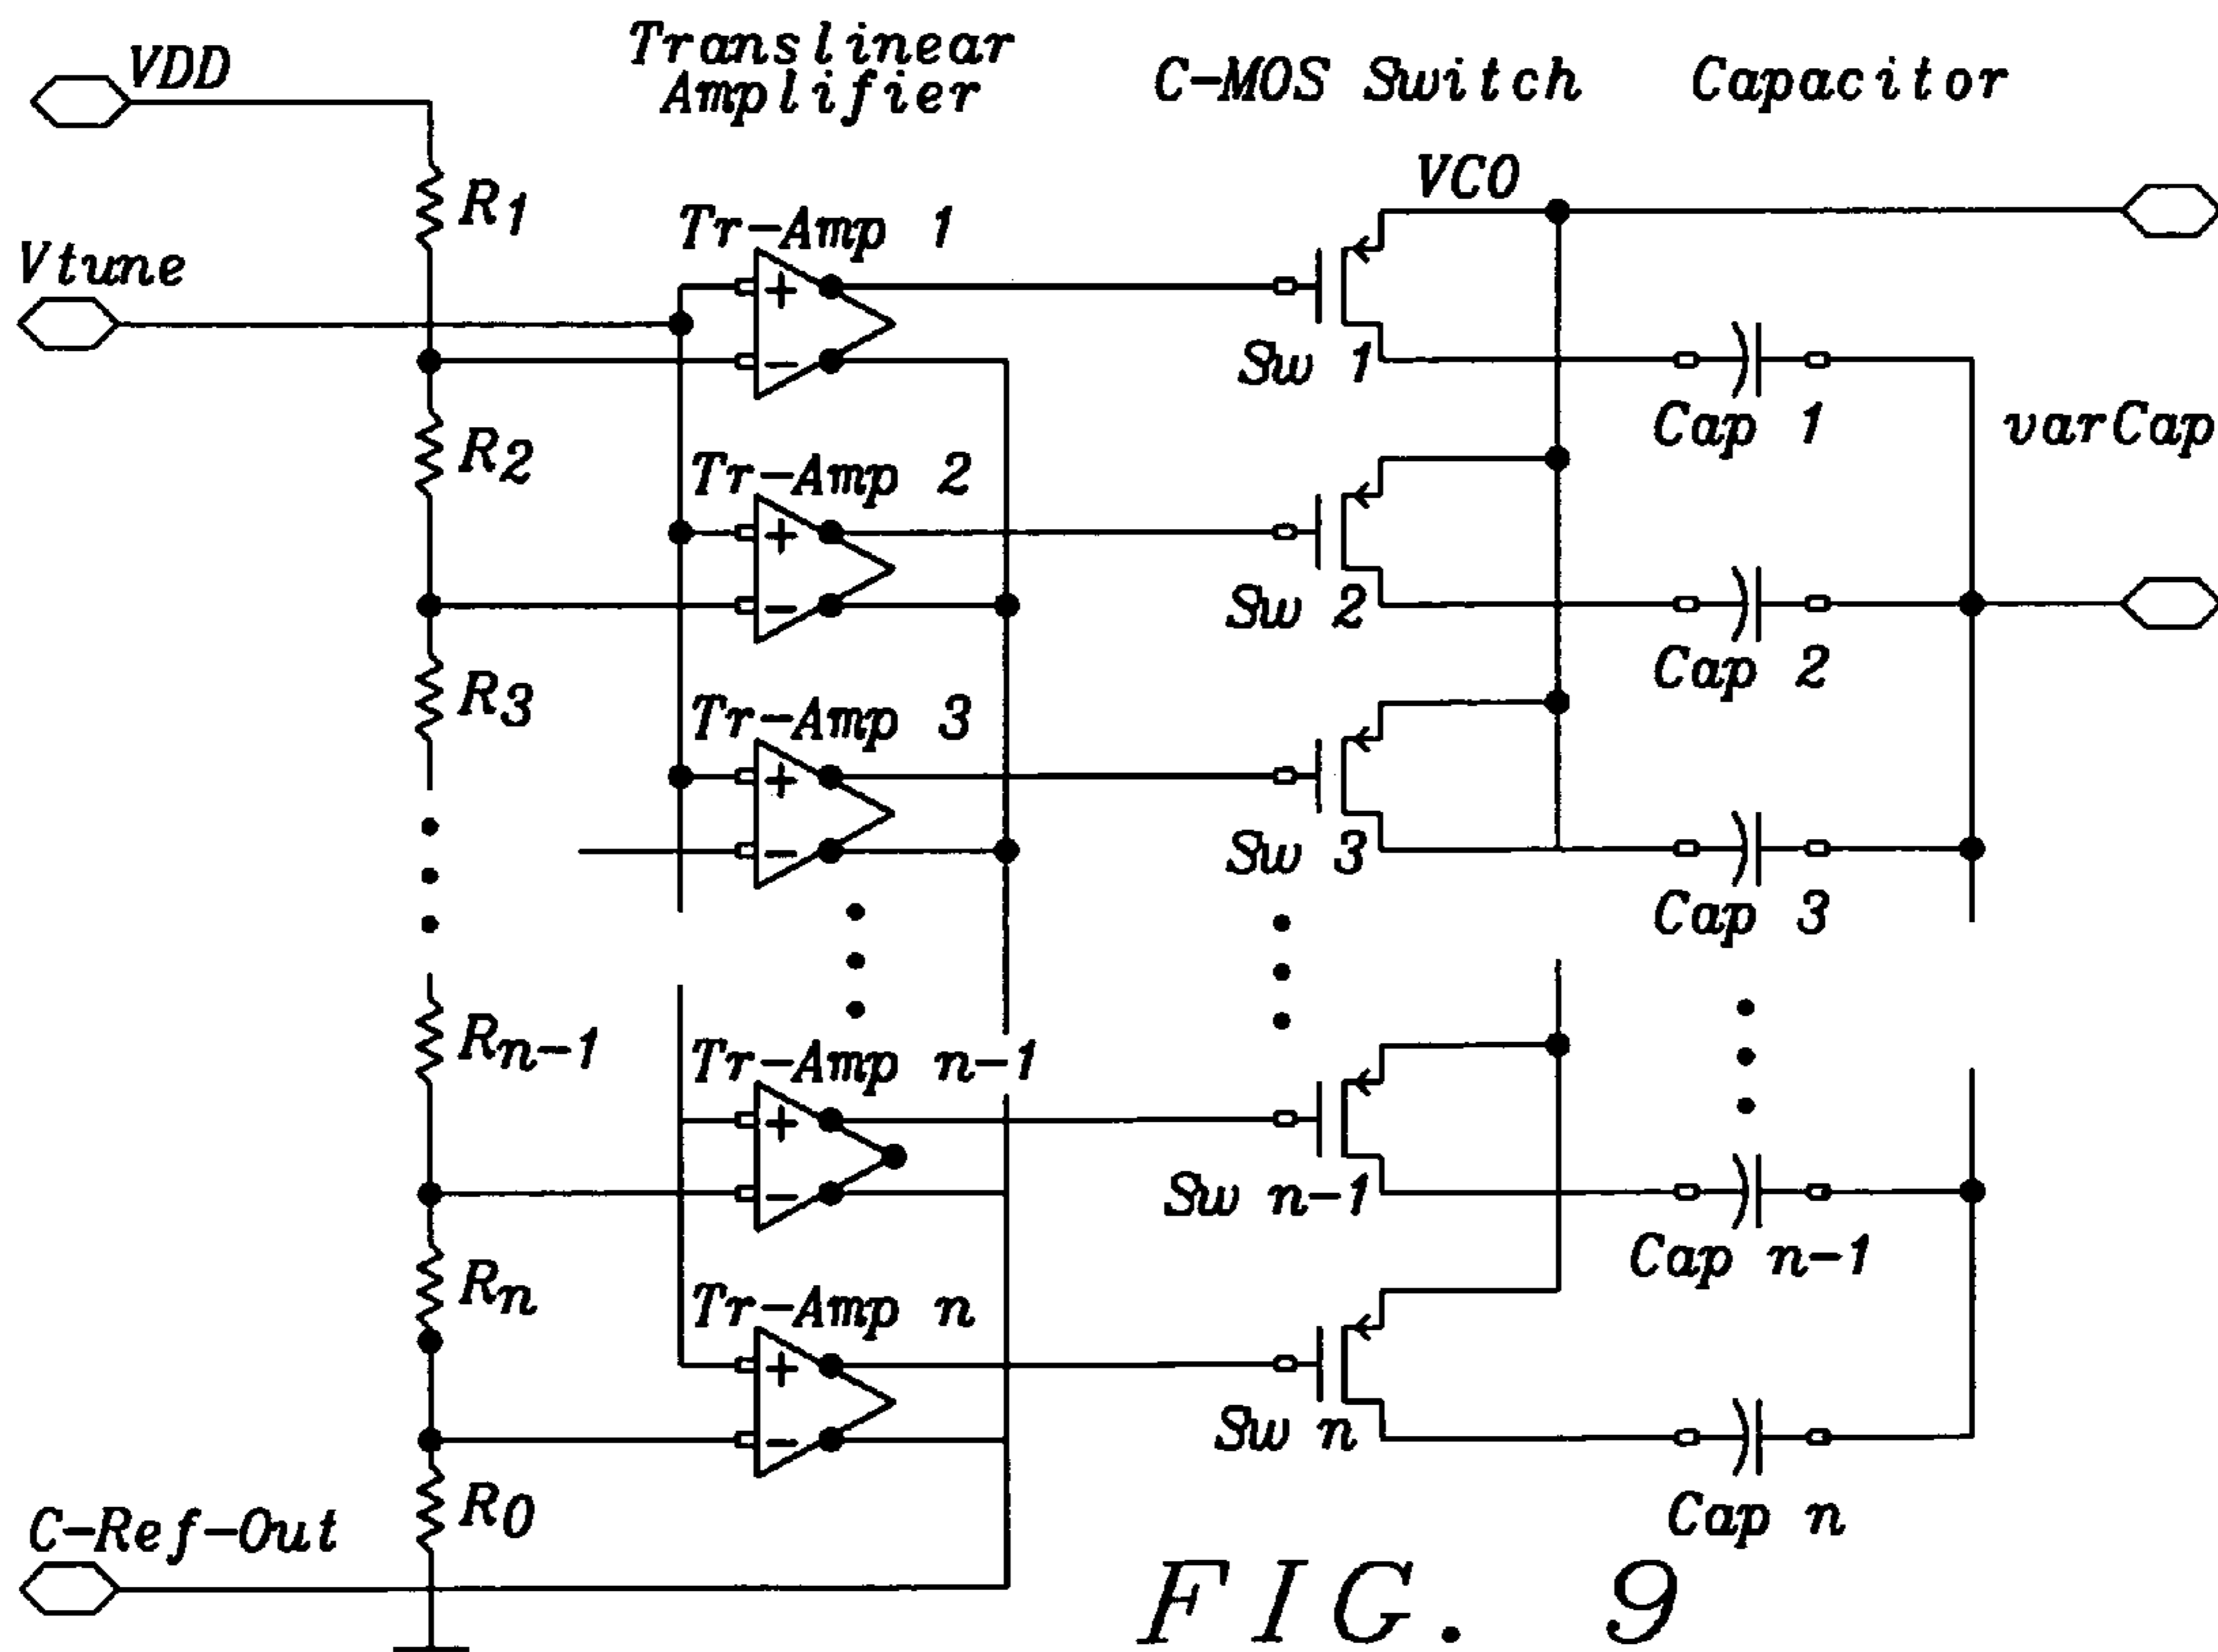 VDD
Translinear
Amplifier
C-MOS Switch
Capacitor
R1
VCO
Vtune
Tr-Amp 1
+
−
Sw 1
Cap 1
varCap
R2
Tr-Amp 2
+
−
Sw 2
Cap 2
R3
Tr-Amp 3
+
−
Sw 3
Cap 3
Rn-1
Tr-Amp n-1
+
−
Sw n-1
Cap n-1
Rn
Tr-Amp n
+
−
Sw n
Cap n
R0
C-Ref-Out
FIG. 9